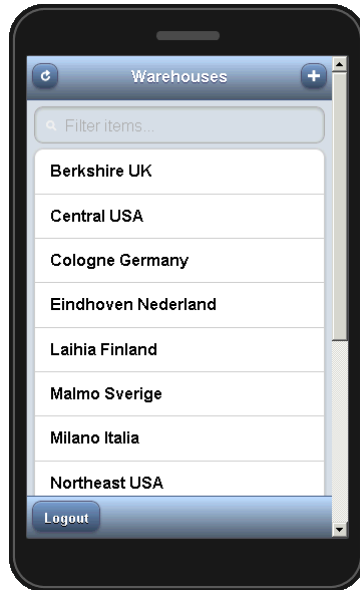 Warehouses
Filter items...
Berkshire UK
Central USA
Cologne Germany
Eindhoven Nederland
Laihia Finland
Malmo Sverige
Milano Italia
Northeast USA
Logout